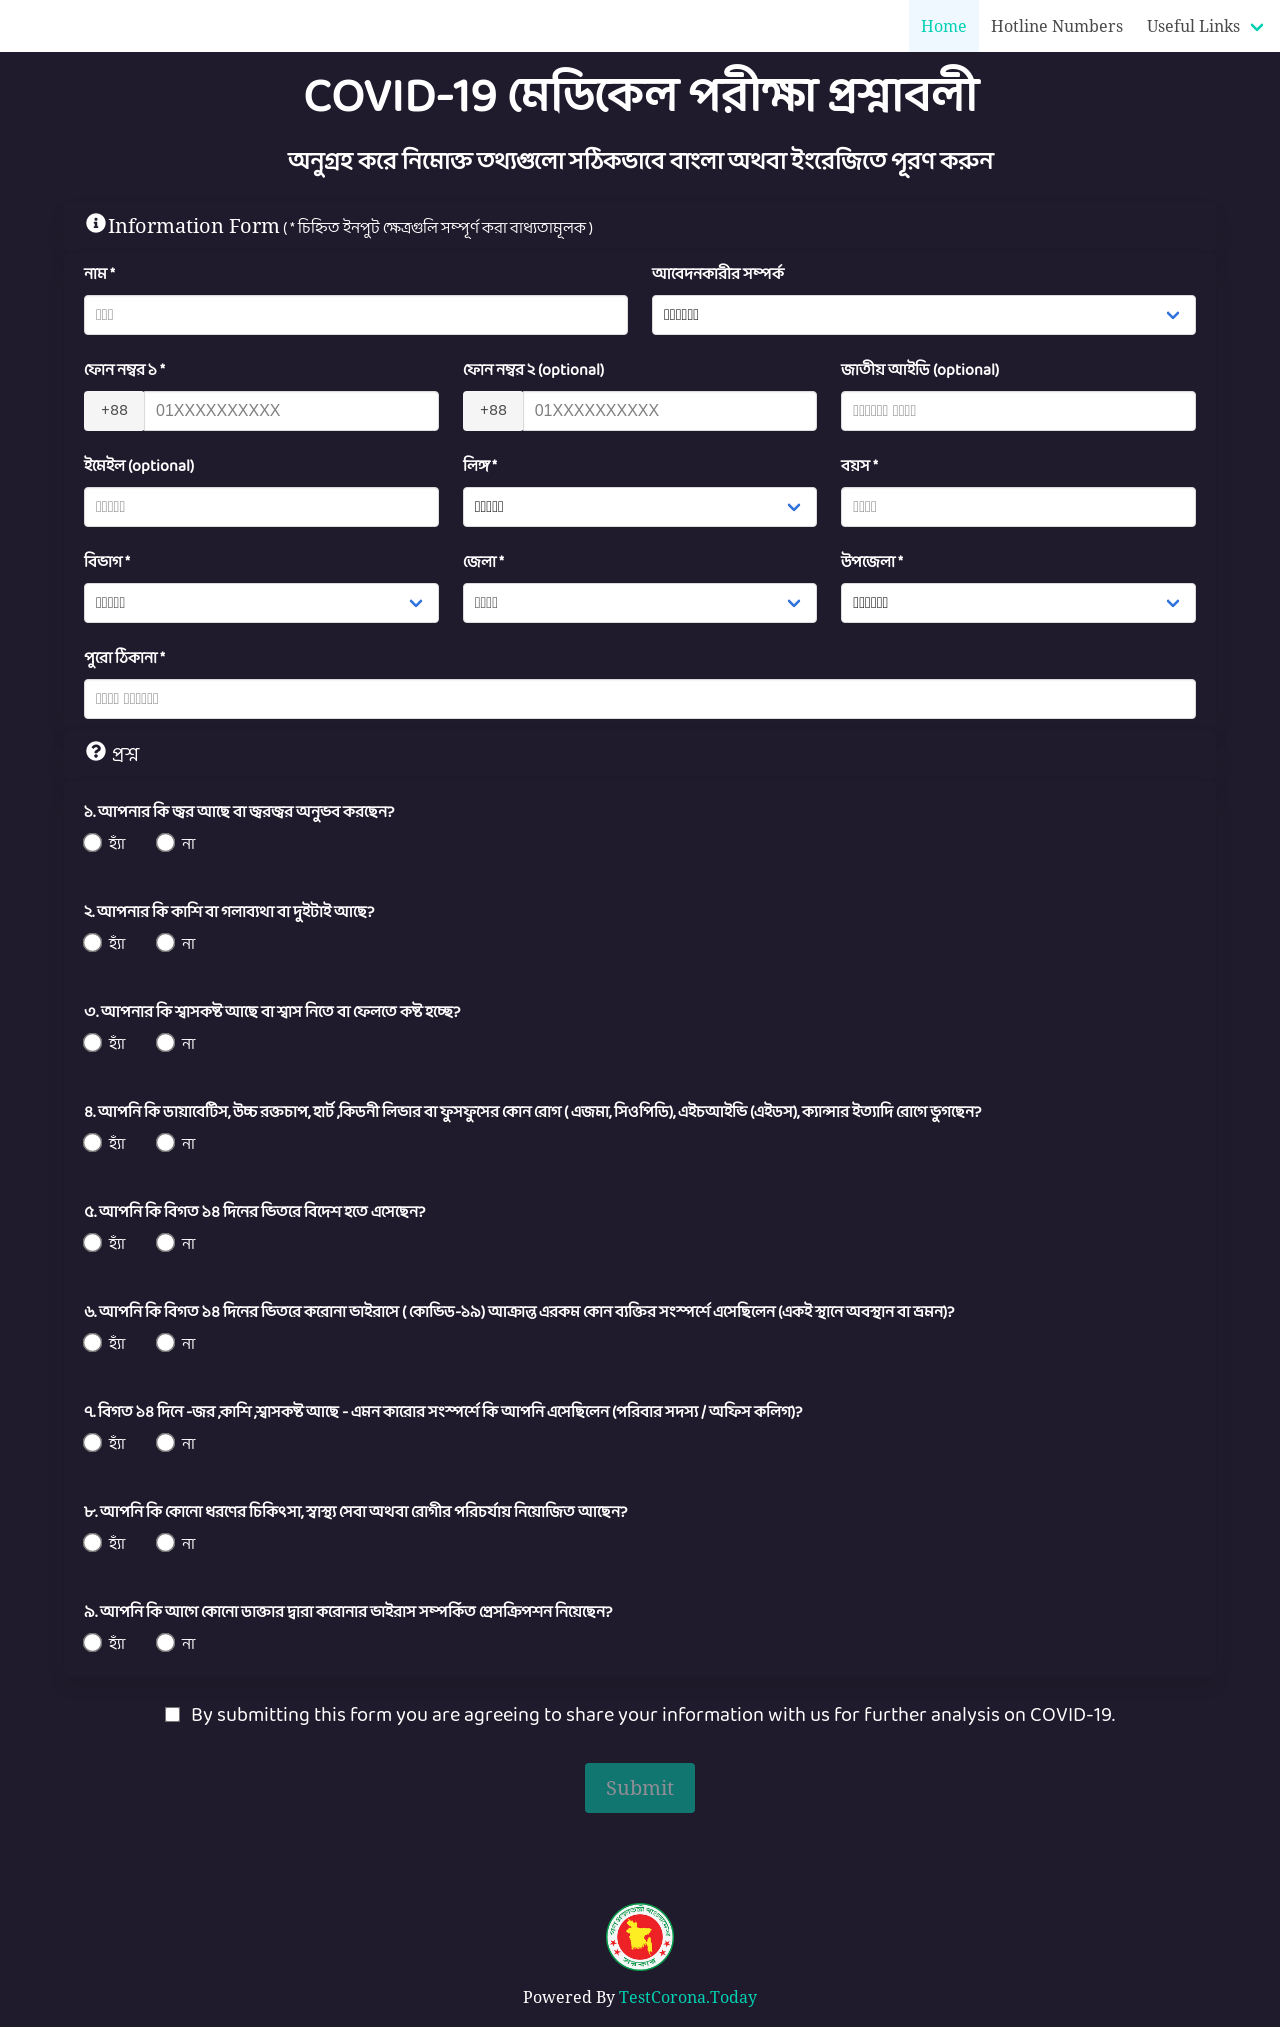 Home Hotline Numbers Useful Links
COVID-19 মেডিকেল পরীক্ষা প্রশ্নাবলী
অনুগ্রহ করে নিমোক্ত তথ্যগুলো সঠিকভাবে বাংলা অথবা ইংরেজিতে পূরণ করুন
Information Form ( * চিহ্নিত ইনপুট ক্ষেত্রগুলি সম্পূর্ণ করা বাধ্যতামূলক )
নাম * আবেদনকারীর সম্পর্ক
ফোন নম্বর ১ * ফোন নম্বর ২ (optional) জাতীয় আইডি (optional)
+88 01XXXXXXXXXX +88 01XXXXXXXXXX
ইমেইল (optional) লিঙ্গ * বয়স *
বিভাগ * জেলা * উপজেলা *
পুরো ঠিকানা *
প্রশ্ন
১. আপনার কি জ্বর আছে বা জ্বরজ্বর অনুভব করছেন?
হ্যাঁ না
২. আপনার কি কাশি বা গলাব্যথা বা দুইটাই আছে?
হ্যাঁ না
৩. আপনার কি শ্বাসকষ্ট আছে বা শ্বাস নিতে বা ফেলতে কষ্ট হচ্ছে?
হ্যাঁ না
৪. আপনি কি ডায়াবেটিস, উচ্চ রক্তচাপ, হার্ট ,কিডনী লিভার বা ফুসফুসের কোন রোগ ( এজমা, সিওপিডি), এইচআইভি (এইডস), ক্যান্সার ইত্যাদি রোগে ভুগছেন?
হ্যাঁ না
৫. আপনি কি বিগত ১৪ দিনের ভিতরে বিদেশ হতে এসেছেন?
হ্যাঁ না
৬. আপনি কি বিগত ১৪ দিনের ভিতরে করোনা ভাইরাসে ( কোভিড-১৯) আক্রান্ত এরকম কোন ব্যক্তির সংস্পর্শে এসেছিলেন (একই স্থানে অবস্থান বা ভ্রমন)?
হ্যাঁ না
৭. বিগত ১৪ দিনে -জর ,কাশি ,শ্বাসকষ্ট আছে - এমন কারোর সংস্পর্শে কি আপনি এসেছিলেন (পরিবার সদস্য / অফিস কলিগ)?
হ্যাঁ না
৮. আপনি কি কোনো ধরণের চিকিৎসা, স্বাস্থ্য সেবা অথবা রোগীর পরিচর্যায় নিয়োজিত আছেন?
হ্যাঁ না
৯. আপনি কি আগে কোনো ডাক্তার দ্বারা করোনার ভাইরাস সম্পর্কিত প্রেসক্রিপশন নিয়েছেন?
হ্যাঁ না
By submitting this form you are agreeing to share your information with us for further analysis on COVID-19.
Submit
Powered By TestCorona.Today